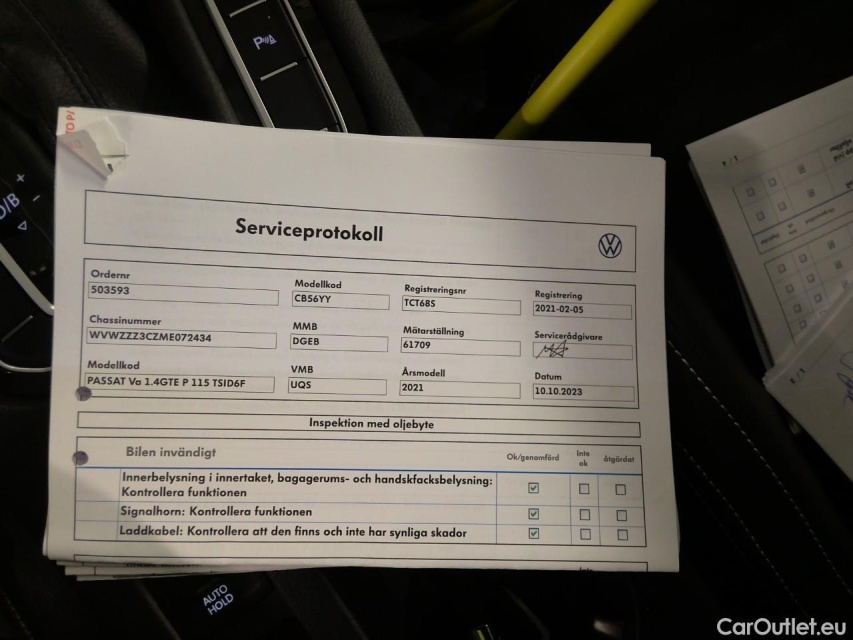 P
TOP
D/B
Serviceprotokoll
Ordernr
503593
Modellkod
CB56YY
Registreringsnr
TCT68S
Registrering
2021-02-05
Chassinummer
WVWZZZ3CZME072434
MMB
DGEB
Mätarställning
61709
Servicerådgivare
Modellkod
PASSAT Va 1.4GTE P 115 TSID6F
VMB
UQS
Årsmodell
2021
Datum
10.10.2023
Inspektion med oljebyte
Bilen invändigt
Ok/genomförd
Inte
ok
åtgärdat
Innerbelysning i innertaket, bagagerums- och handskfacksbelysning:
Kontrollera funktionen
Signalhorn: Kontrollera funktionen
Laddkabel: Kontrollera att den finns och inte har synliga skador
AUTO
HOLD
CarOutlet.eu